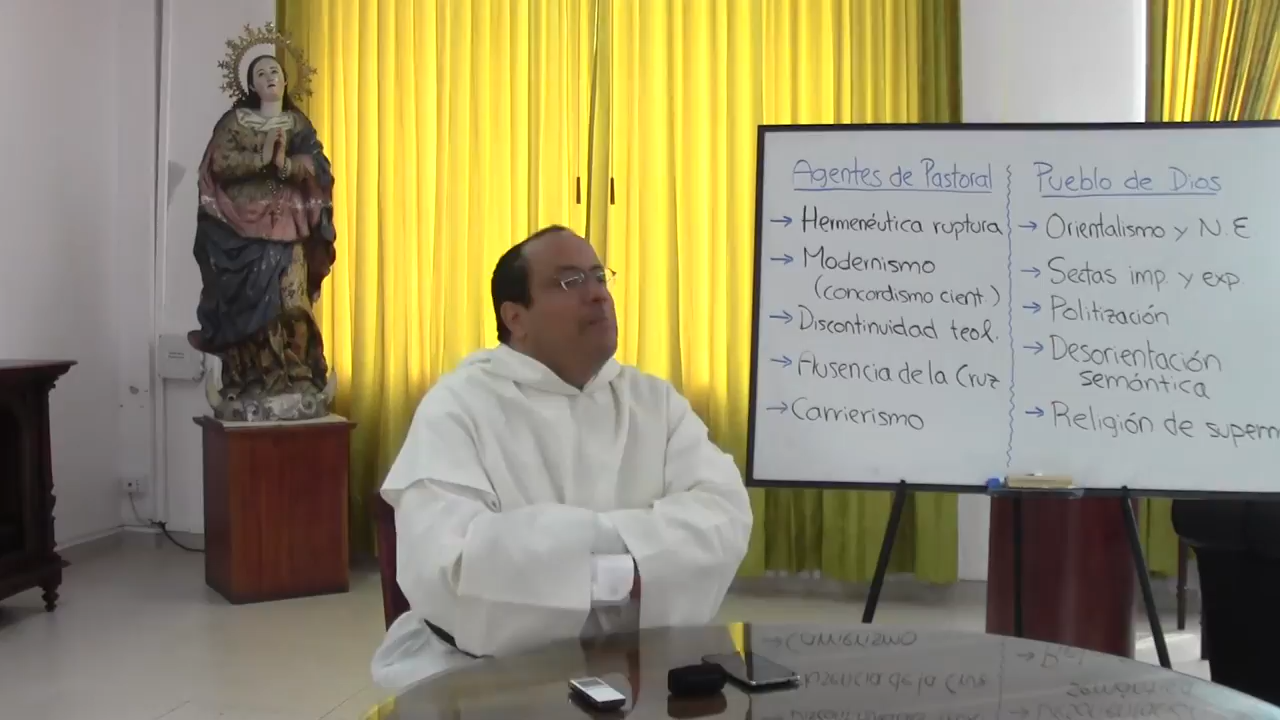 Agentes de Pastoral
→ Hermenéutica ruptura
→ Modernismo
(concordismo cient.)
→ Discontinuidad teol.
→ Ausencia de la Cruz
→ Carrierismo
Pueblo de Dios
→ Orientalismo y N.E
→ Sectas imp. y exp.
→ Politización
→ Desorientación
semántica
→ Religión de